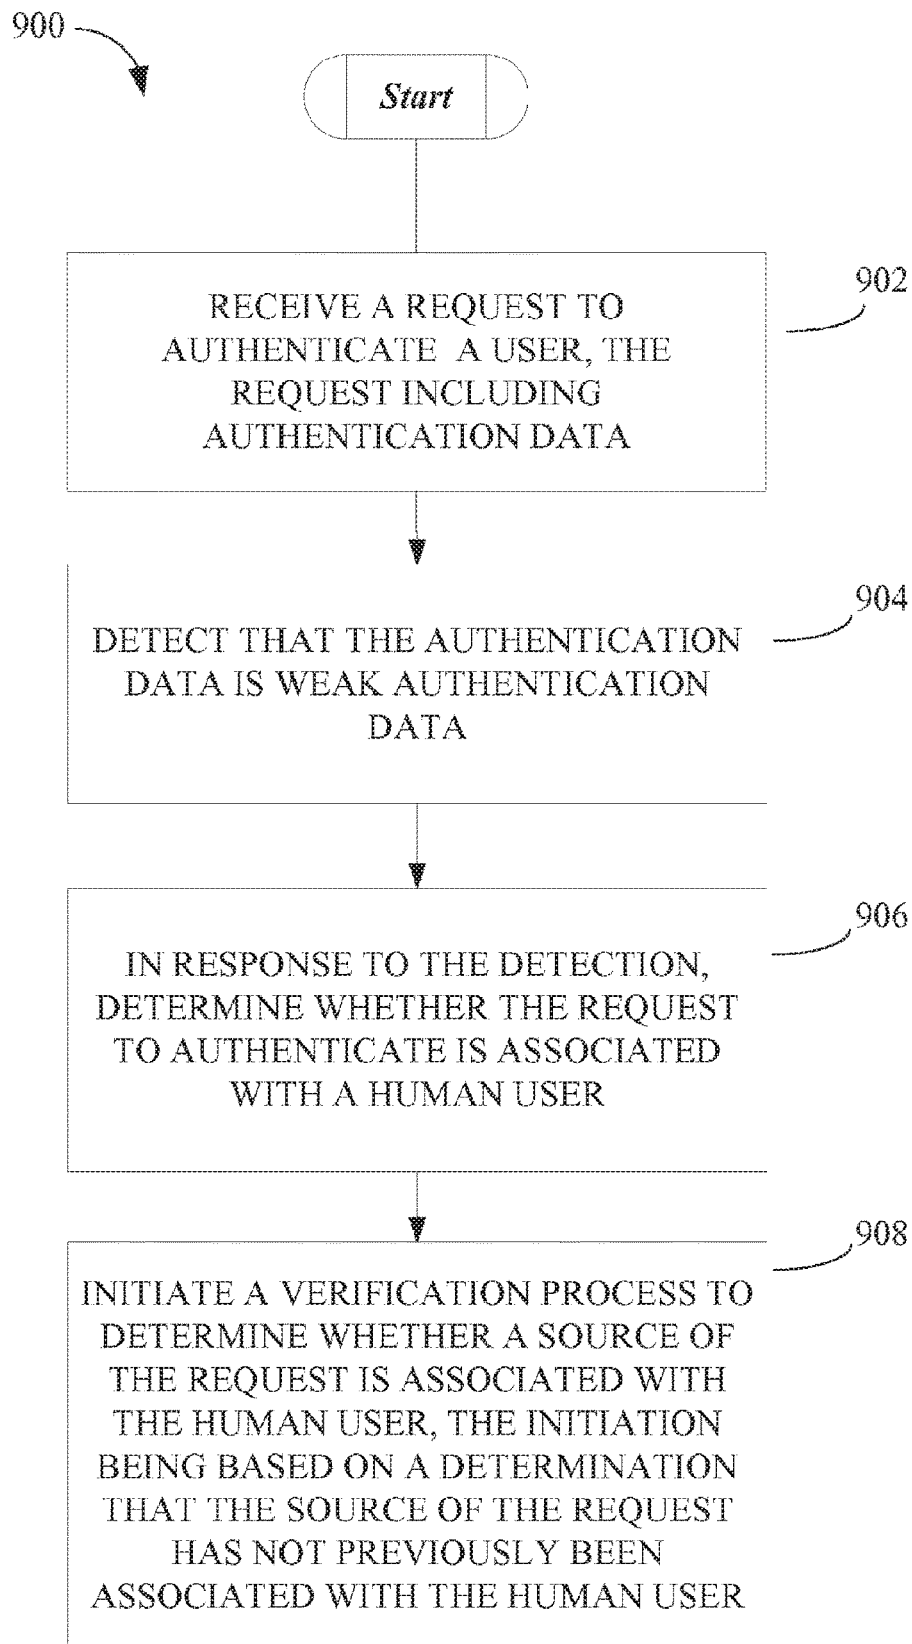 900
Start
902
RECEIVE A REQUEST TO
AUTHENTICATE A USER, THE
REQUEST INCLUDING
AUTHENTICATION DATA
904
DETECT THAT THE AUTHENTICATION
DATA IS WEAK AUTHENTICATION
DATA
906
IN RESPONSE TO THE DETECTION,
DETERMINE WHETHER THE REQUEST
TO AUTHENTICATE IS ASSOCIATED
WITH A HUMAN USER
908
INITIATE A VERIFICATION PROCESS TO
DETERMINE WHETHER A SOURCE OF
THE REQUEST IS ASSOCIATED WITH
THE HUMAN USER, THE INITIATION
BEING BASED ON A DETERMINATION
THAT THE SOURCE OF THE REQUEST
HAS NOT PREVIOUSLY BEEN
ASSOCIATED WITH THE HUMAN USER